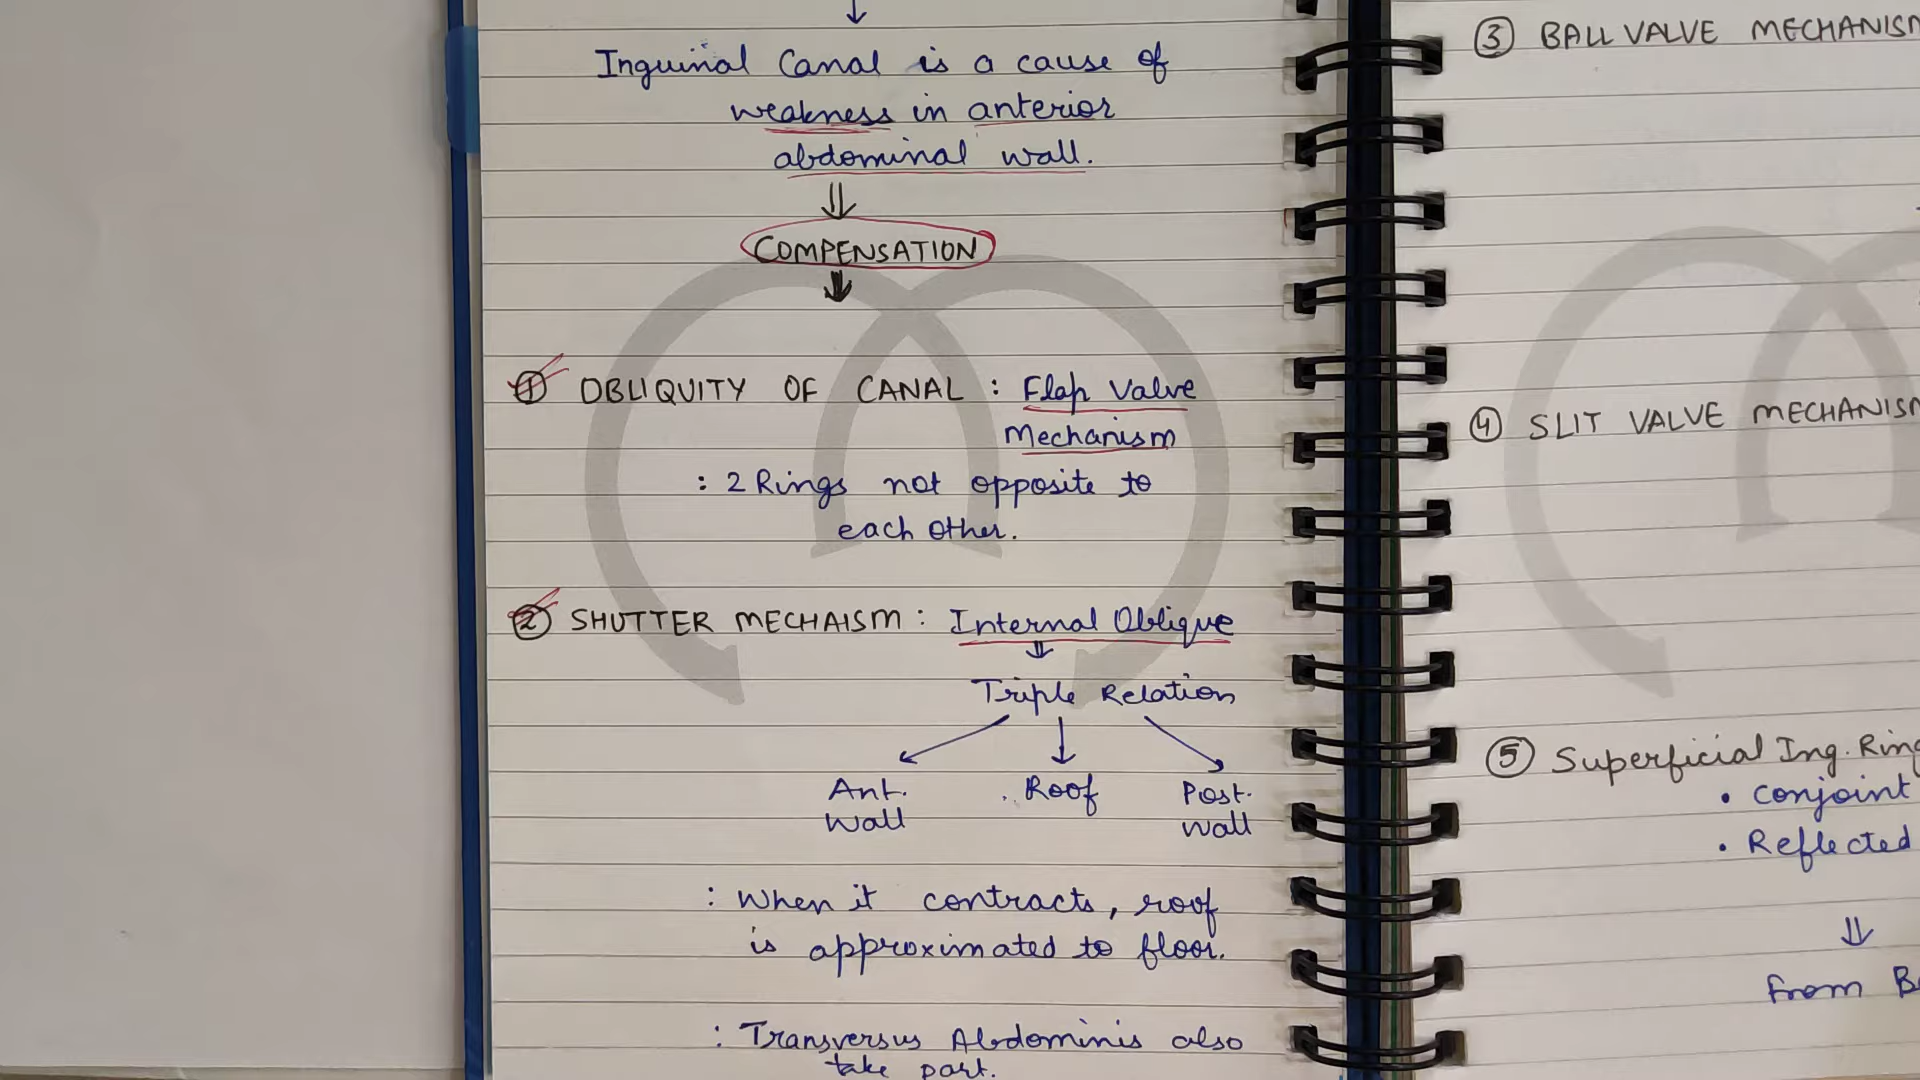 Inguinal Canal is a cause of
weakness in anterior
abdominal wall.
COMPENSATION
① OBLIQUITY OF CANAL : Flap Valve
Mechanism
: 2 Rings not opposite to
each other.
② SHUTTER MECHAISM : Internal Oblique
Triple Relation
Ant. Roof Post.
Wall wall
: When it contracts, roof
is approximated to floor.
: Transversus Abdominis also
take part.
③ BALL VALVE MECHANISM
④ SLIT VALVE MECHANISM
⑤ Superficial Ing. Ring
• Conjoint
• Reflected
from